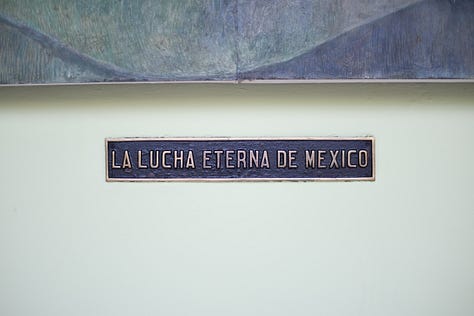 LA LUCHA ETERNA DE MEXICO